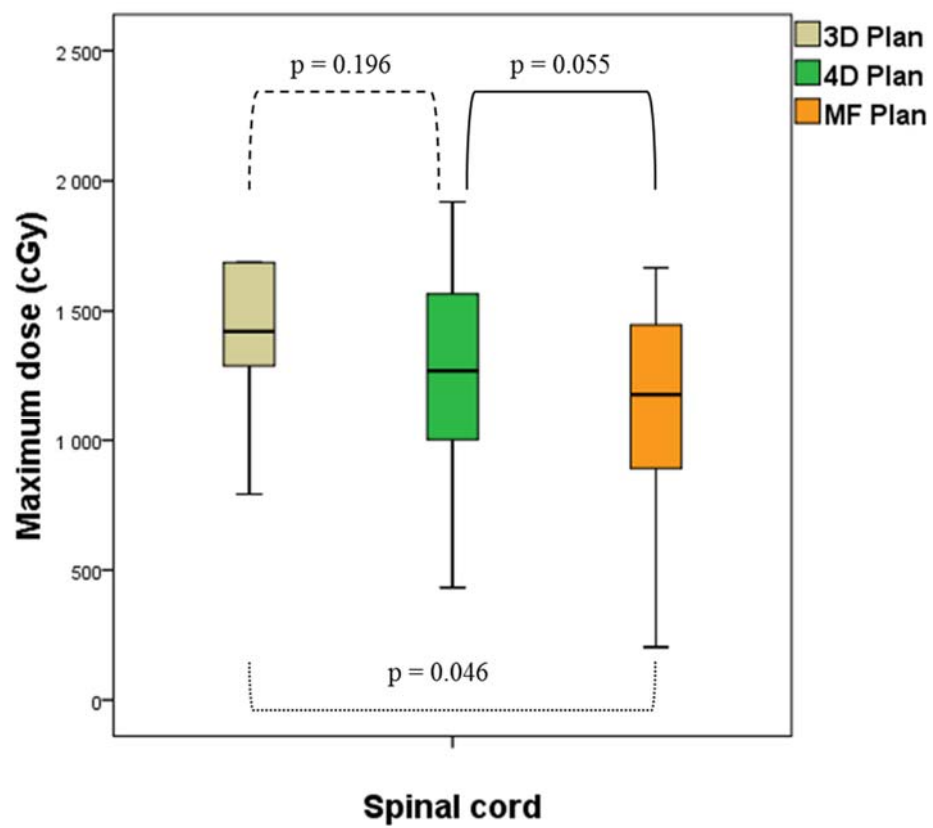 3D Plan
4D Plan
MF Plan
p = 0.196
p = 0.055
2 500
2 000
1 500
1 000
500
0
Maximum dose (cGy)
p = 0.046
Spinal cord